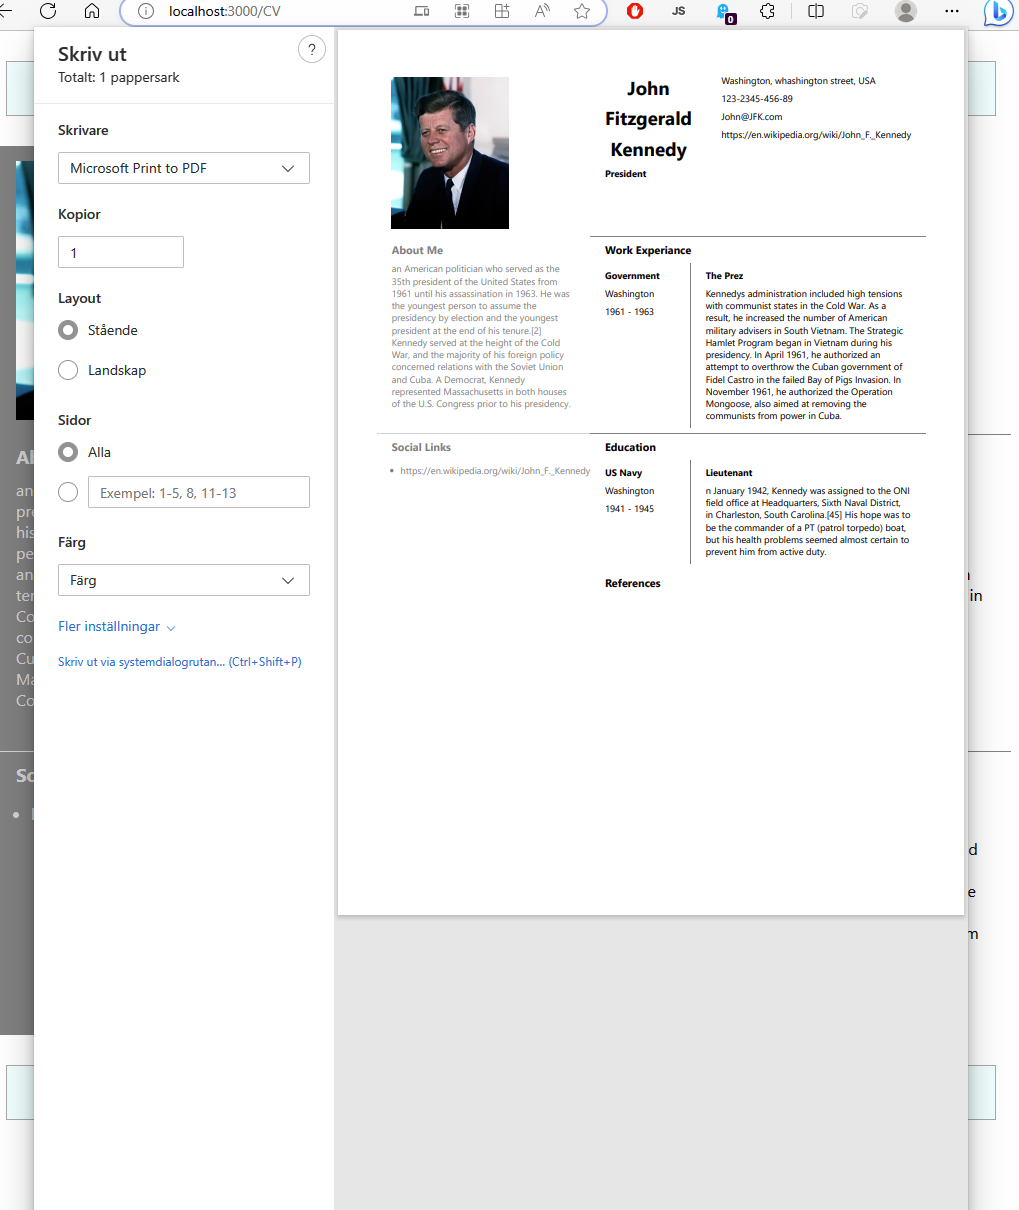 localhost:3000/CV
A
JS
0
b
Skriv ut
?
Totalt: 1 pappersark
Skrivare
Microsoft Print to PDF
Kopior
1
Layout
Stående
Landskap
Sidor
Alla
Exempel: 1-5, 8, 11-13
Färg
Färg
Fler inställningar
Skriv ut via systemdialogrutan... (Ctrl+Shift+P)
John
Fitzgerald
Kennedy
President
Washington, whashington street, USA
123-2345-456-89
John@JFK.com
https://en.wikipedia.org/wiki/John_F._Kennedy
About Me
an American politician who served as the
35th president of the United States from
1961 until his assassination in 1963. He was
the youngest person to assume the
presidency by election and the youngest
president at the end of his tenure.[2]
Kennedy served at the height of the Cold
War, and the majority of his foreign policy
concerned relations with the Soviet Union
and Cuba. A Democrat, Kennedy
represented Massachusetts in both houses
of the U.S. Congress prior to his presidency.
Social Links
• https://en.wikipedia.org/wiki/John_F._Kennedy
Work Experiance
Government
Washington
1961 - 1963
The Prez
Kennedys administration included high tensions
with communist states in the Cold War. As a
result, he increased the number of American
military advisers in South Vietnam. The Strategic
Hamlet Program began in Vietnam during his
presidency. In April 1961, he authorized an
attempt to overthrow the Cuban government of
Fidel Castro in the failed Bay of Pigs Invasion. In
November 1961, he authorized the Operation
Mongoose, also aimed at removing the
communists from power in Cuba.
Education
US Navy
Washington
1941 - 1945
Lieutenant
n January 1942, Kennedy was assigned to the ONI
field office at Headquarters, Sixth Naval District,
in Charleston, South Carolina.[45] His hope was to
be the commander of a PT (patrol torpedo) boat,
but his health problems seemed almost certain to
prevent him from active duty.
References
an
pre
his
pe
an
ter
Co
co
Cu
Ma
Co
So
in
d
e
m